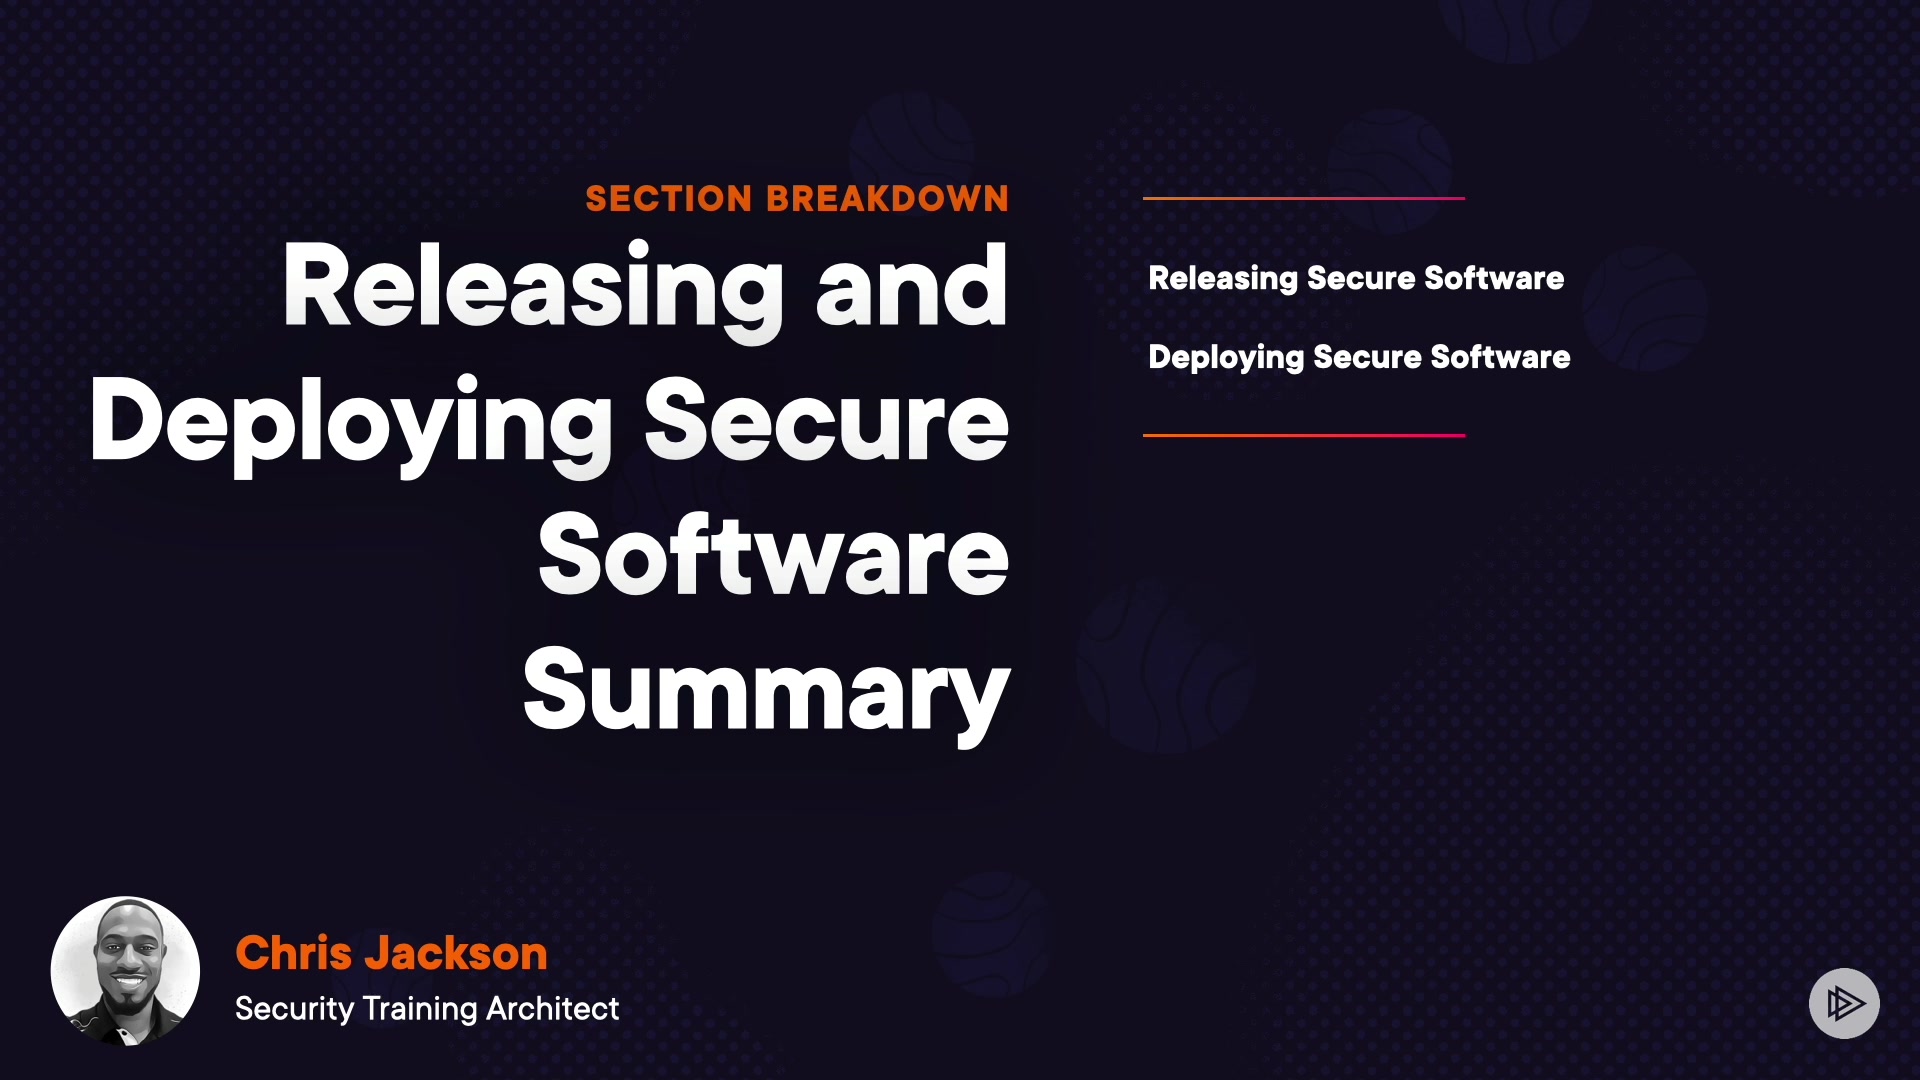 SECTION BREAKDOWN
Releasing and
Deploying Secure
Software
Summary
Releasing Secure Software
Deploying Secure Software
Chris Jackson
Security Training Architect